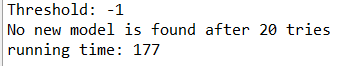 Threshold: -1
No new model is found after 20 tries
running time: 177